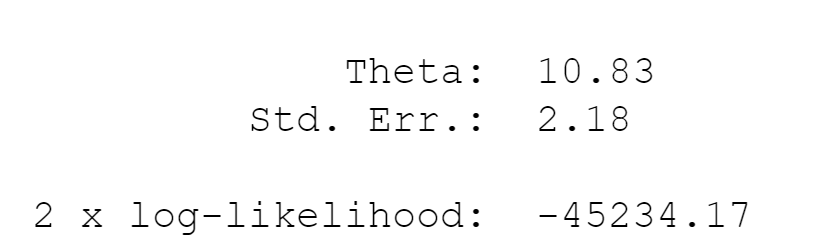 Theta: 10.83
Std. Err.: 2.18
2 x log-likelihood: -45234.17